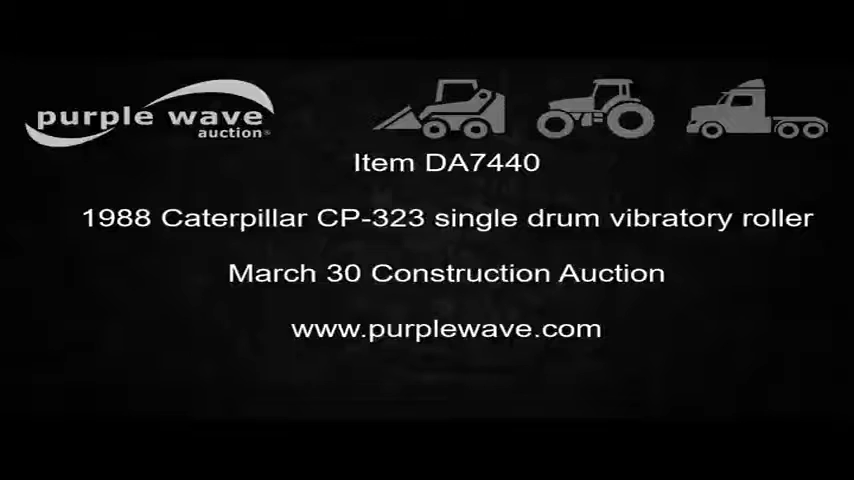 purple wave
auction®
Item DA7440
1988 Caterpillar CP-323 single drum vibratory roller
March 30 Construction Auction
www.purplewave.com